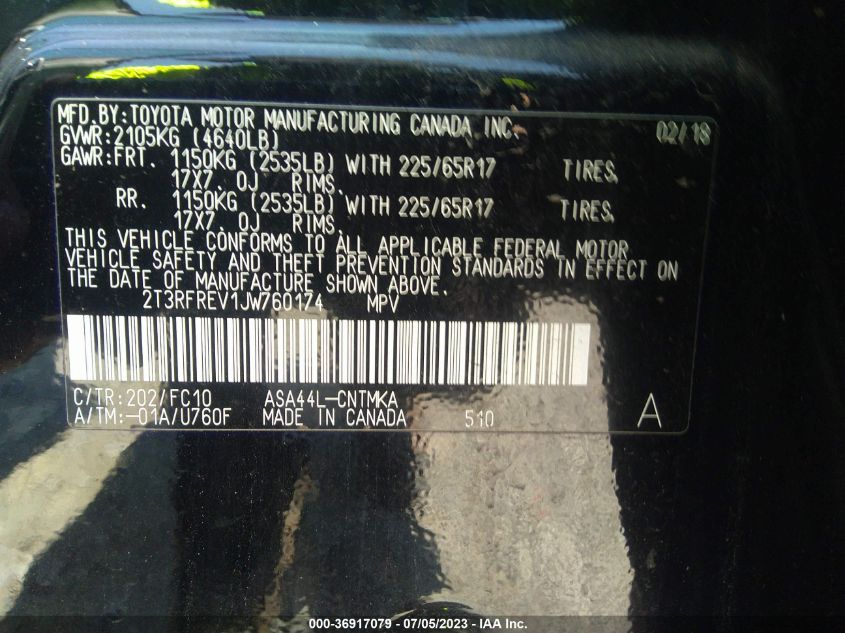 MFD.BY:TOYOTA MOTOR MANUFACTURING CANADA INC. 02/18
GVWR:2105KG (4640LB)
GAWR:FRT. 1150KG (2535LB) WITH 225/65R17 TIRES,
17X7. 0J RIMS.
RR. 1150KG (2535LB) WITH 225/65R17 TIRES,
17X7. 0J RIMS.
THIS VEHICLE CONFORMS TO ALL APPLICABLE FEDERAL MOTOR
VEHICLE SAFETY AND THEFT PREVENTION STANDARDS IN EFFECT ON
THE DATE OF MANUFACTURE SHOWN ABOVE.
2T3RFREV1JW760174 MPV
C/TR:202/FC10 ASA44L-CNTMKA
A/TM:-01A/U760F MADE IN CANADA 510 A
000-36917079 - 07/05/2023 - IAA Inc.